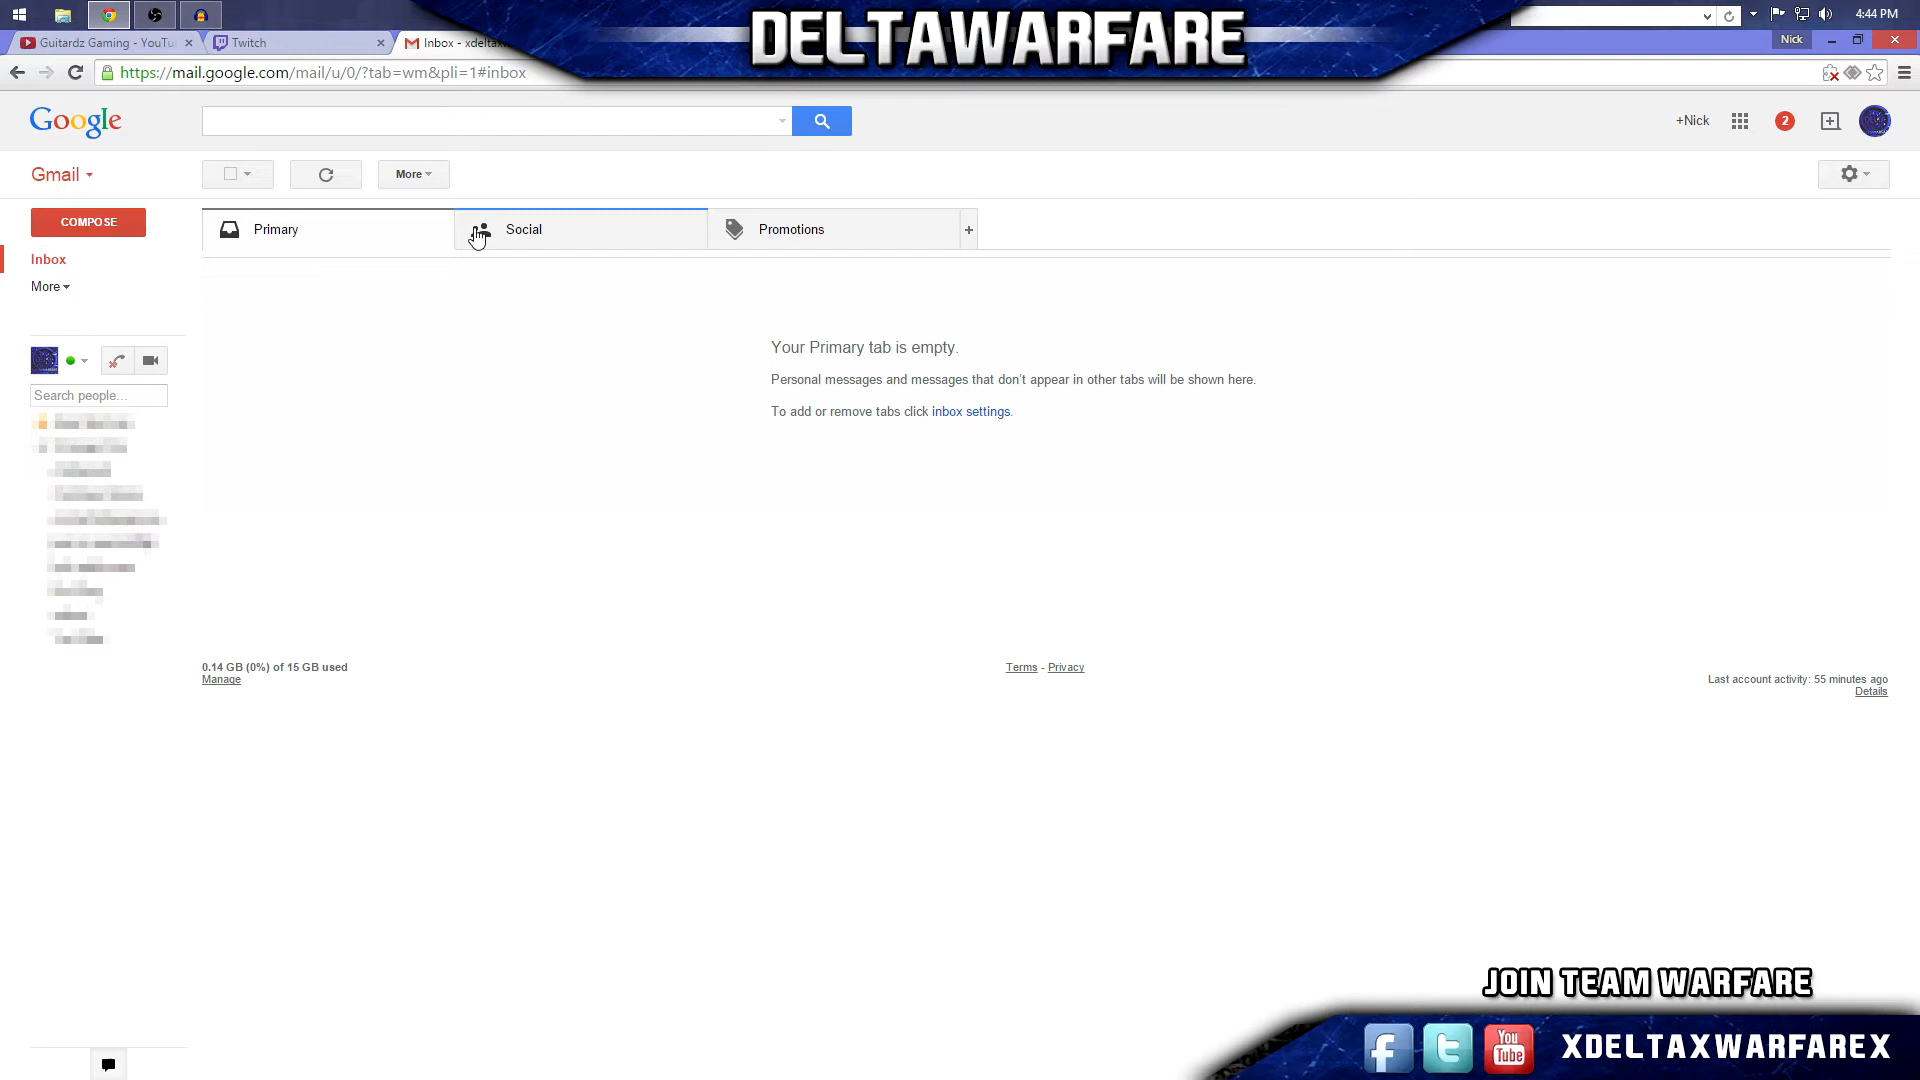 4:44 PM
DELTAWARFARE
Guitardz Gaming - YouTu
Twitch
Inbox - xdelta
Nick
https://mail.google.com/mail/u/0/?tab=wm&pli=1#inbox
Google
+Nick
2
Gmail
More
COMPOSE
Primary
Social
Promotions
+
Inbox
More
Your Primary tab is empty.
Personal messages and messages that don't appear in other tabs will be shown here.
To add or remove tabs click inbox settings.
Search people...
0.14 GB (0%) of 15 GB used
Manage
Terms - Privacy
Last account activity: 55 minutes ago
Details
JOIN TEAM WARFARE
f
t
You Tube
XDELTAXWARFAREX